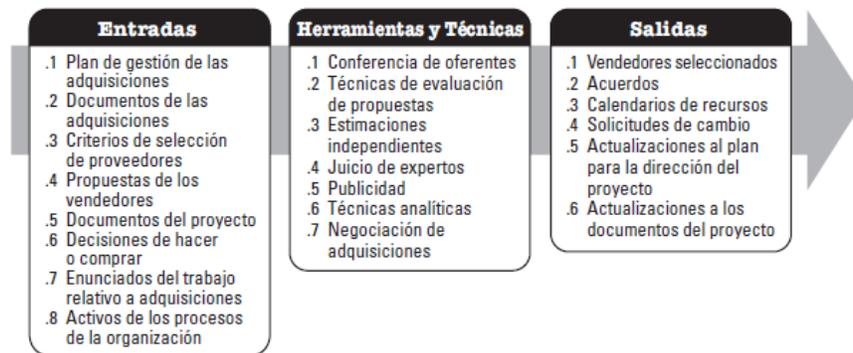 Entradas
.1 Plan de gestión de las
adquisiciones
.2 Documentos de las
adquisiciones
.3 Criterios de selección
de proveedores
.4 Propuestas de los
vendedores
.5 Documentos del proyecto
.6 Decisiones de hacer
o comprar
.7 Enunciados del trabajo
relativo a adquisiciones
.8 Activos de los procesos
de la organización
Herramientas y Técnicas
.1 Conferencia de oferentes
.2 Técnicas de evaluación
de propuestas
.3 Estimaciones
independientes
.4 Juicio de expertos
.5 Publicidad
.6 Técnicas analíticas
.7 Negociación de
adquisiciones
Salidas
.1 Vendedores seleccionados
.2 Acuerdos
.3 Calendarios de recursos
.4 Solicitudes de cambio
.5 Actualizaciones al plan
para la dirección del
proyecto
.6 Actualizaciones a los
documentos del proyecto